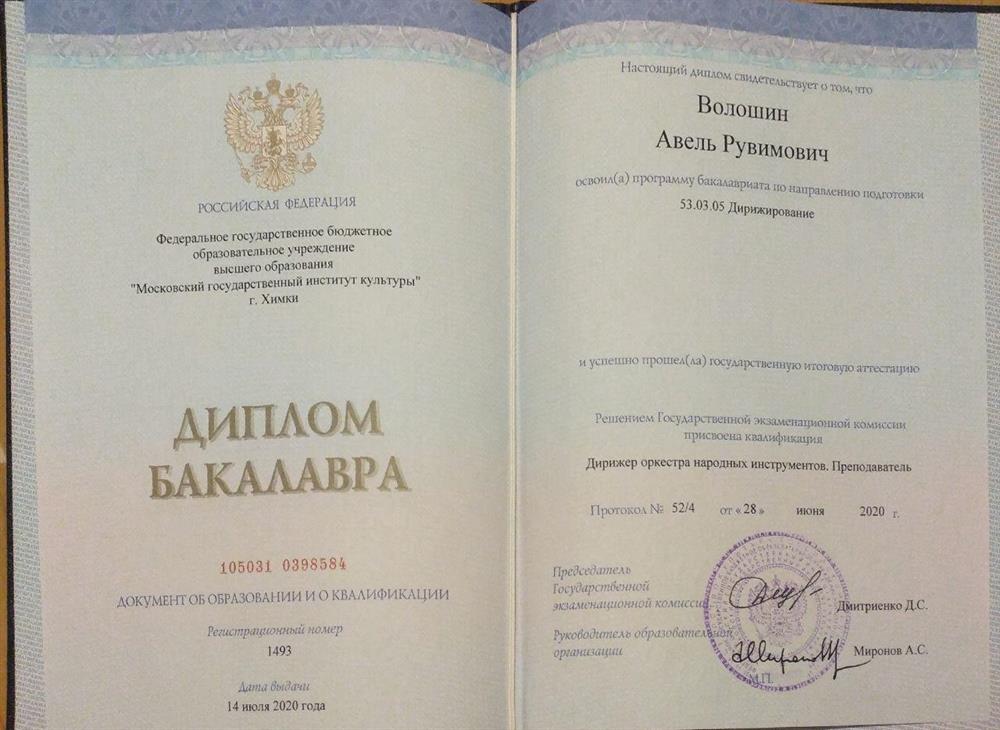 РОССИЙСКАЯ ФЕДЕРАЦИЯ
Федеральное государственное бюджетное
образовательное учреждение
высшего образования
"Московский государственный институт культуры"
г. Химки
ДИПЛОМ
БАКАЛАВРА
105031 0398584
ДОКУМЕНТ ОБ ОБРАЗОВАНИИ И О КВАЛИФИКАЦИИ
Регистрационный номер
1493
Дата выдачи
14 июля 2020 года
Настоящий диплом свидетельствует о том, что
Волошин
Авель Рувимович
освоил(а) программу бакалавриата по направлению подготовки
53.03.05 Дирижирование
и успешно прошел(ла) государственную итоговую аттестацию
Решением Государственной экзаменационной комиссии
присвоена квалификация
Дирижер оркестра народных инструментов. Преподаватель
Протокол № 52/4 от «28» июня 2020 г.
Председатель
Государственной
экзаменационной комиссии
Дмитриенко Д.С.
Руководитель образовательной
организации
Миронов А.С.
М.П.